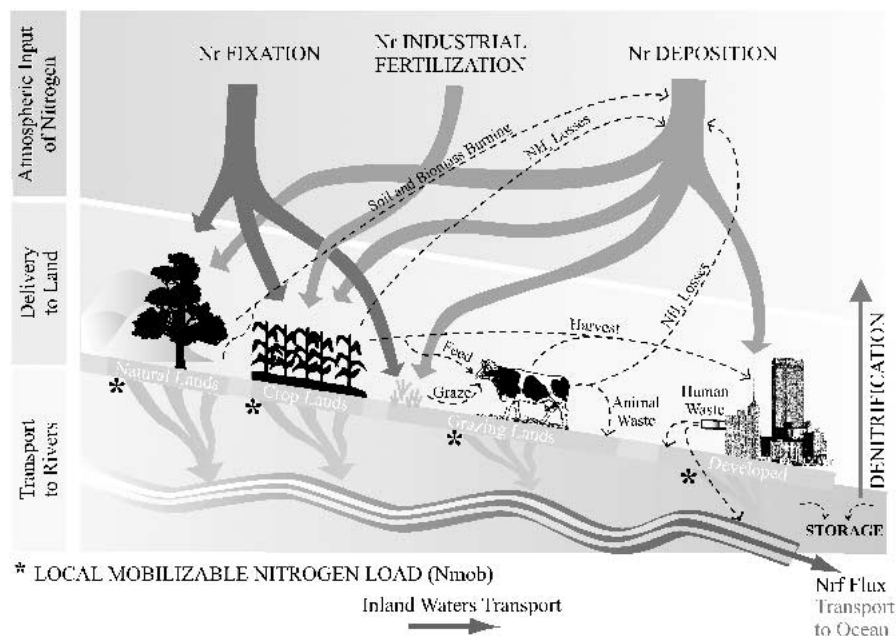 Nr FIXATION
Nr INDUSTRIAL
FERTILIZATION
Nr DEPOSITION
Atmospheric Input
of Nitrogen
Soil and Biomass Burning
NH₃ Losses
Delivery
to Land
NH₃ Losses
Harvest
Feed
Graze
Animal
Waste
Human
Waste
DENITRIFICATION
* Natural Lands
* Crop Lands
* Grazing Lands
* Developed
Transport
to Rivers
STORAGE
* LOCAL MOBILIZABLE NITROGEN LOAD (Nmob)
Inland Waters Transport
Nrf Flux
Transport
to Ocean